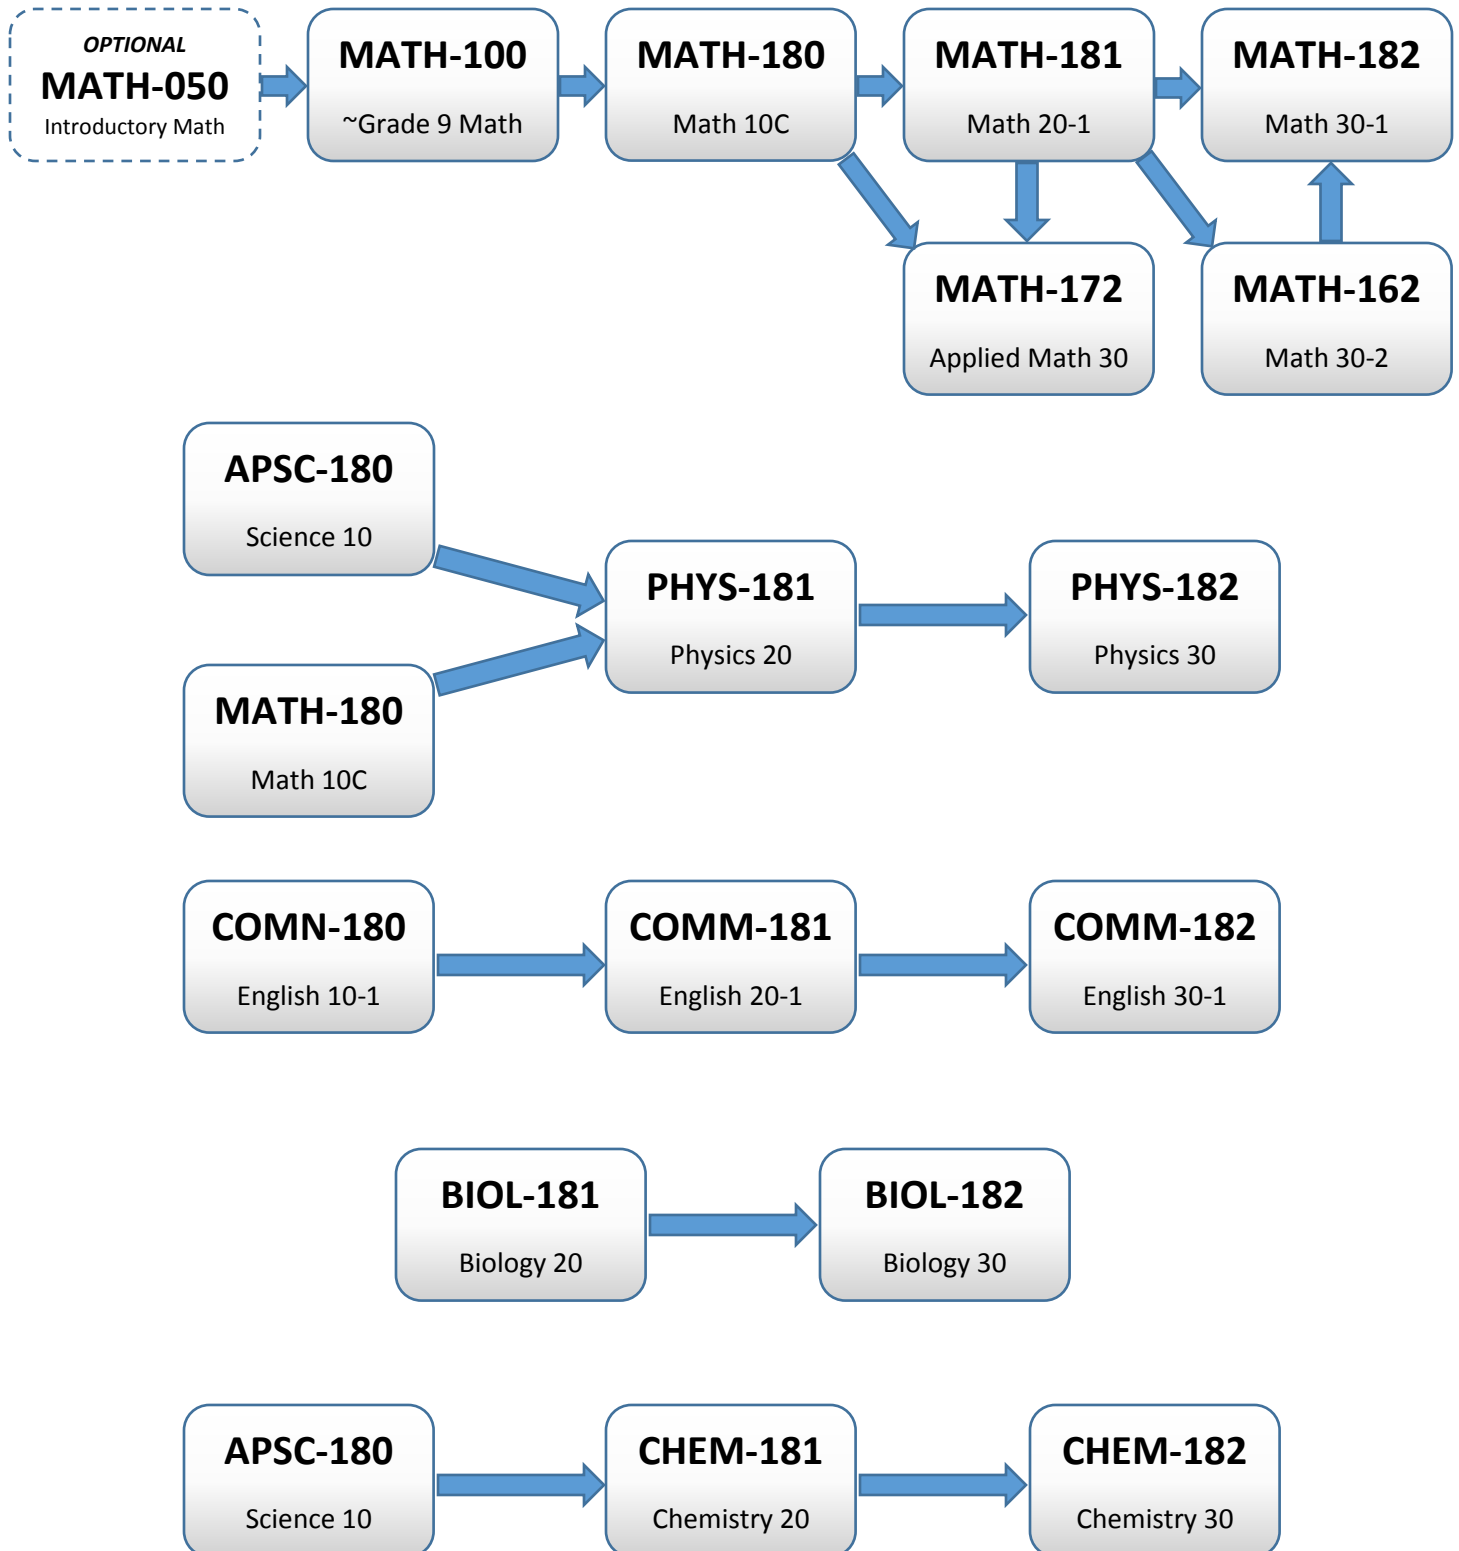 OPTIONAL
MATH-050
Introductory Math
MATH-100
~Grade 9 Math
MATH-180
Math 10C
MATH-181
Math 20-1
MATH-182
Math 30-1
MATH-172
Applied Math 30
MATH-162
Math 30-2
APSC-180
Science 10
MATH-180
Math 10C
PHYS-181
Physics 20
PHYS-182
Physics 30
COMN-180
English 10-1
COMM-181
English 20-1
COMM-182
English 30-1
BIOL-181
Biology 20
BIOL-182
Biology 30
APSC-180
Science 10
CHEM-181
Chemistry 20
CHEM-182
Chemistry 30